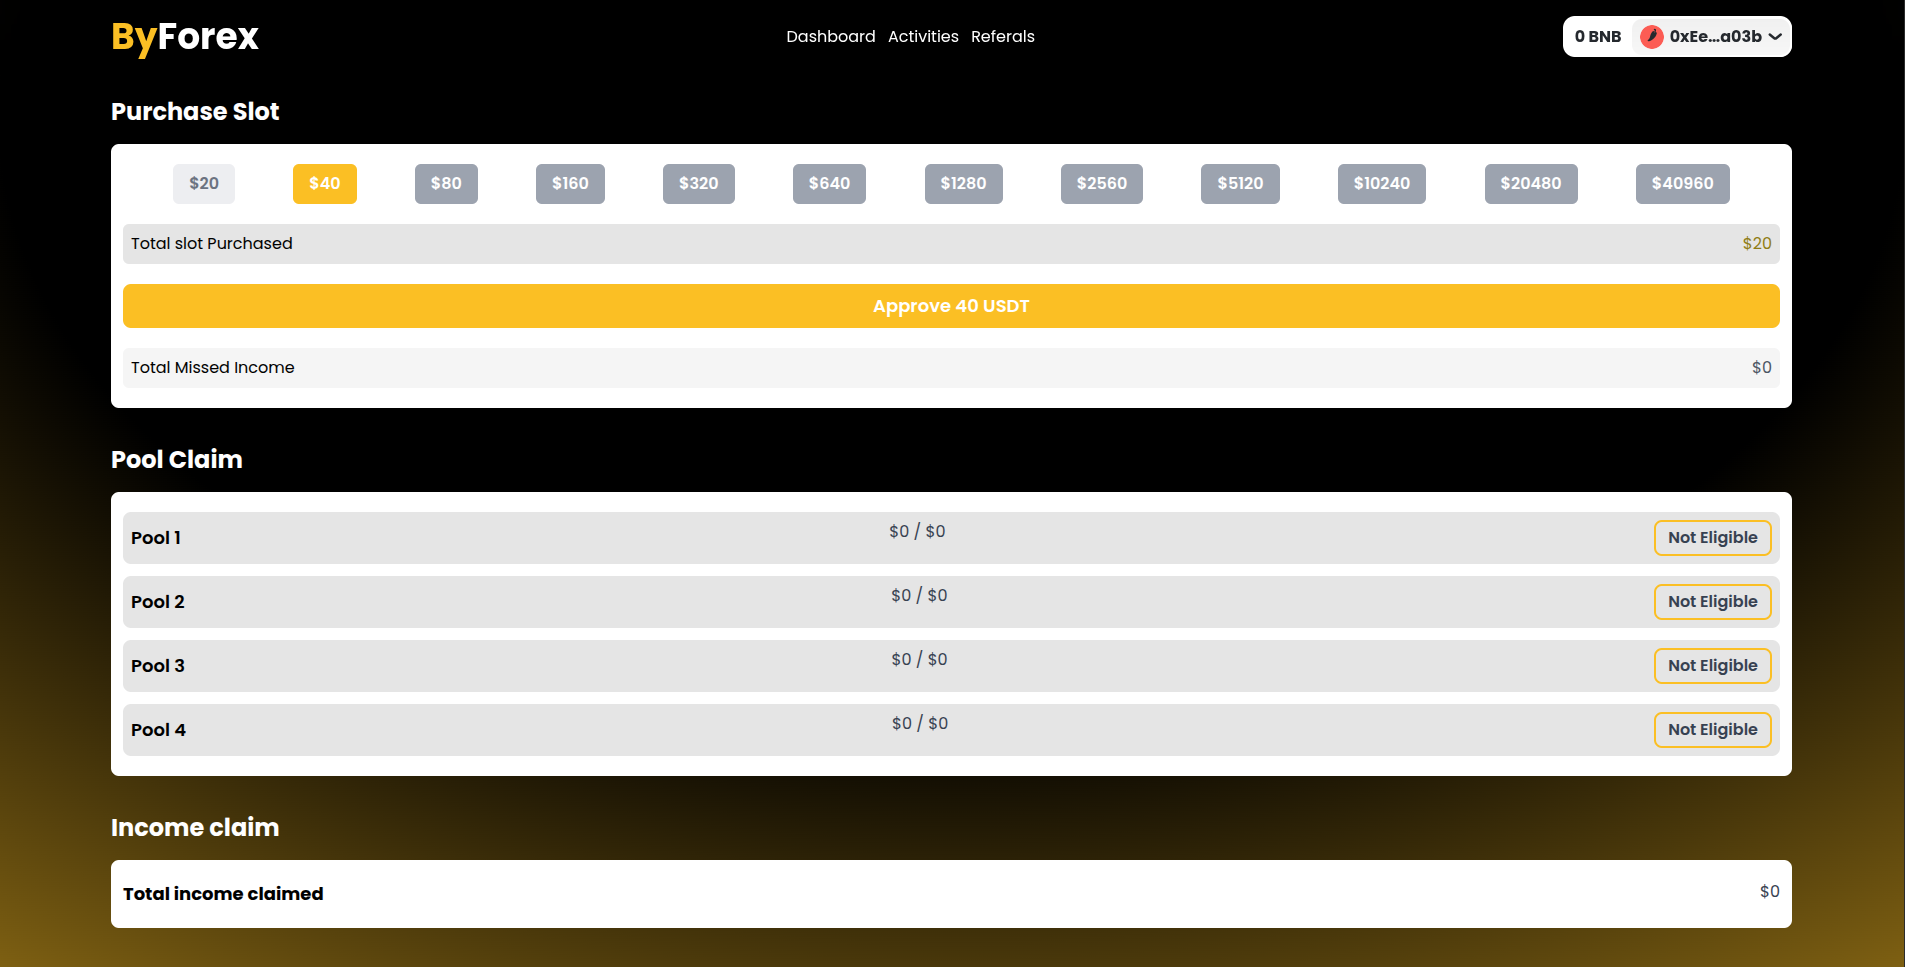 ByForex
Dashboard Activities Referals
0 BNB 0xEe...a03b
Purchase Slot
$20 $40 $80 $160 $320 $640 $1280 $2560 $5120 $10240 $20480 $40960
Total slot Purchased $20
Approve 40 USDT
Total Missed Income $0
Pool Claim
Pool 1 $0 / $0 Not Eligible
Pool 2 $0 / $0 Not Eligible
Pool 3 $0 / $0 Not Eligible
Pool 4 $0 / $0 Not Eligible
Income claim
Total income claimed $0